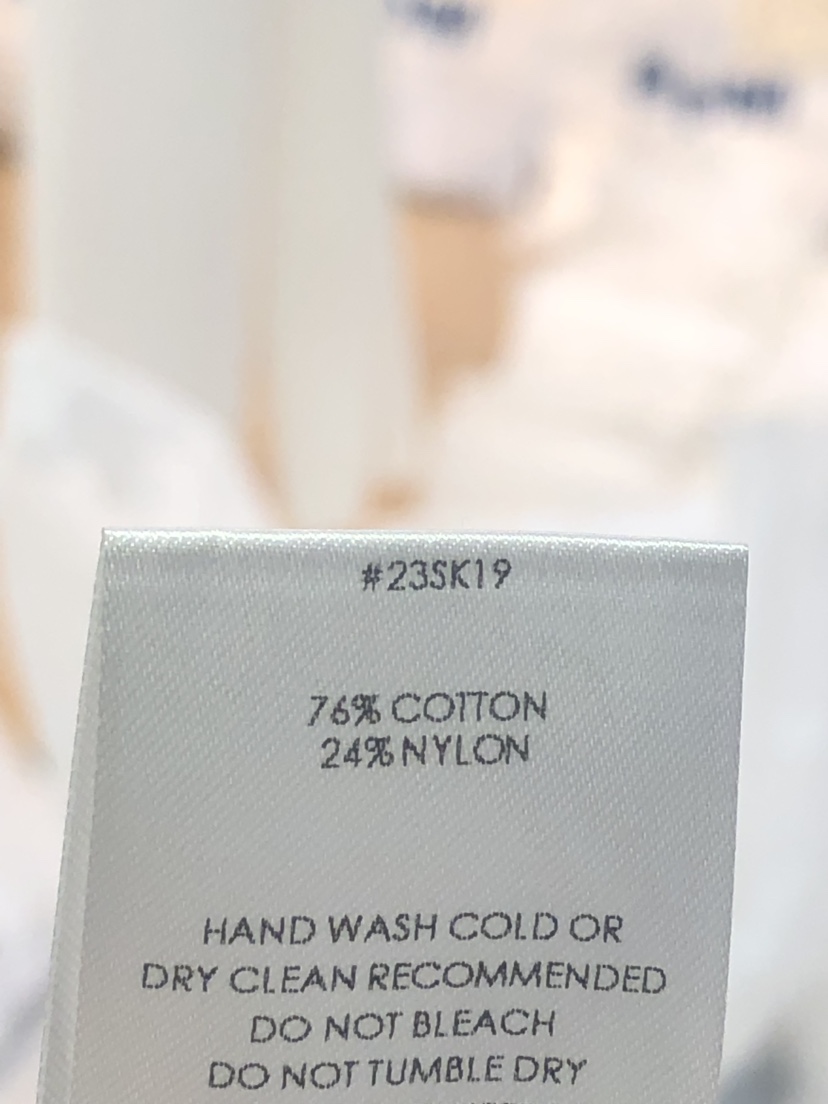 #23SK19
76% COTTON
24% NYLON
HAND WASH COLD OR
DRY CLEAN RECOMMENDED
DO NOT BLEACH
DO NOT TUMBLE DRY